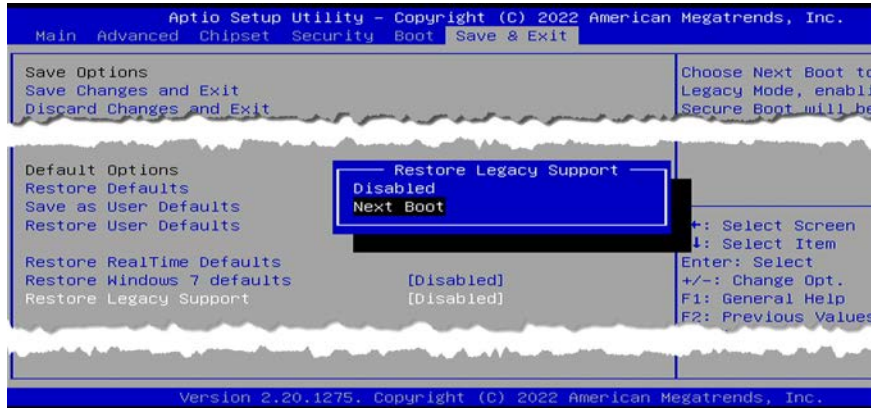 Aptio Setup Utility – Copyright (C) 2022 American Megatrends, Inc.
Main Advanced Chipset Security Boot Save & Exit
Save Options
Save Changes and Exit
Discard Changes and Exit
Choose Next Boot to
Legacy Mode, enabli
Secure Boot will be
Default Options
Restore Defaults
Save as User Defaults
Restore User Defaults
Restore RealTime Defaults
Restore Windows 7 defaults [Disabled]
Restore Legacy Support [Disabled]
Restore Legacy Support
Disabled
Next Boot
←: Select Screen
↓: Select Item
Enter: Select
+/-: Change Opt.
F1: General Help
F2: Previous Values
Version 2.20.1275. Copyright (C) 2022 American Megatrends, Inc.